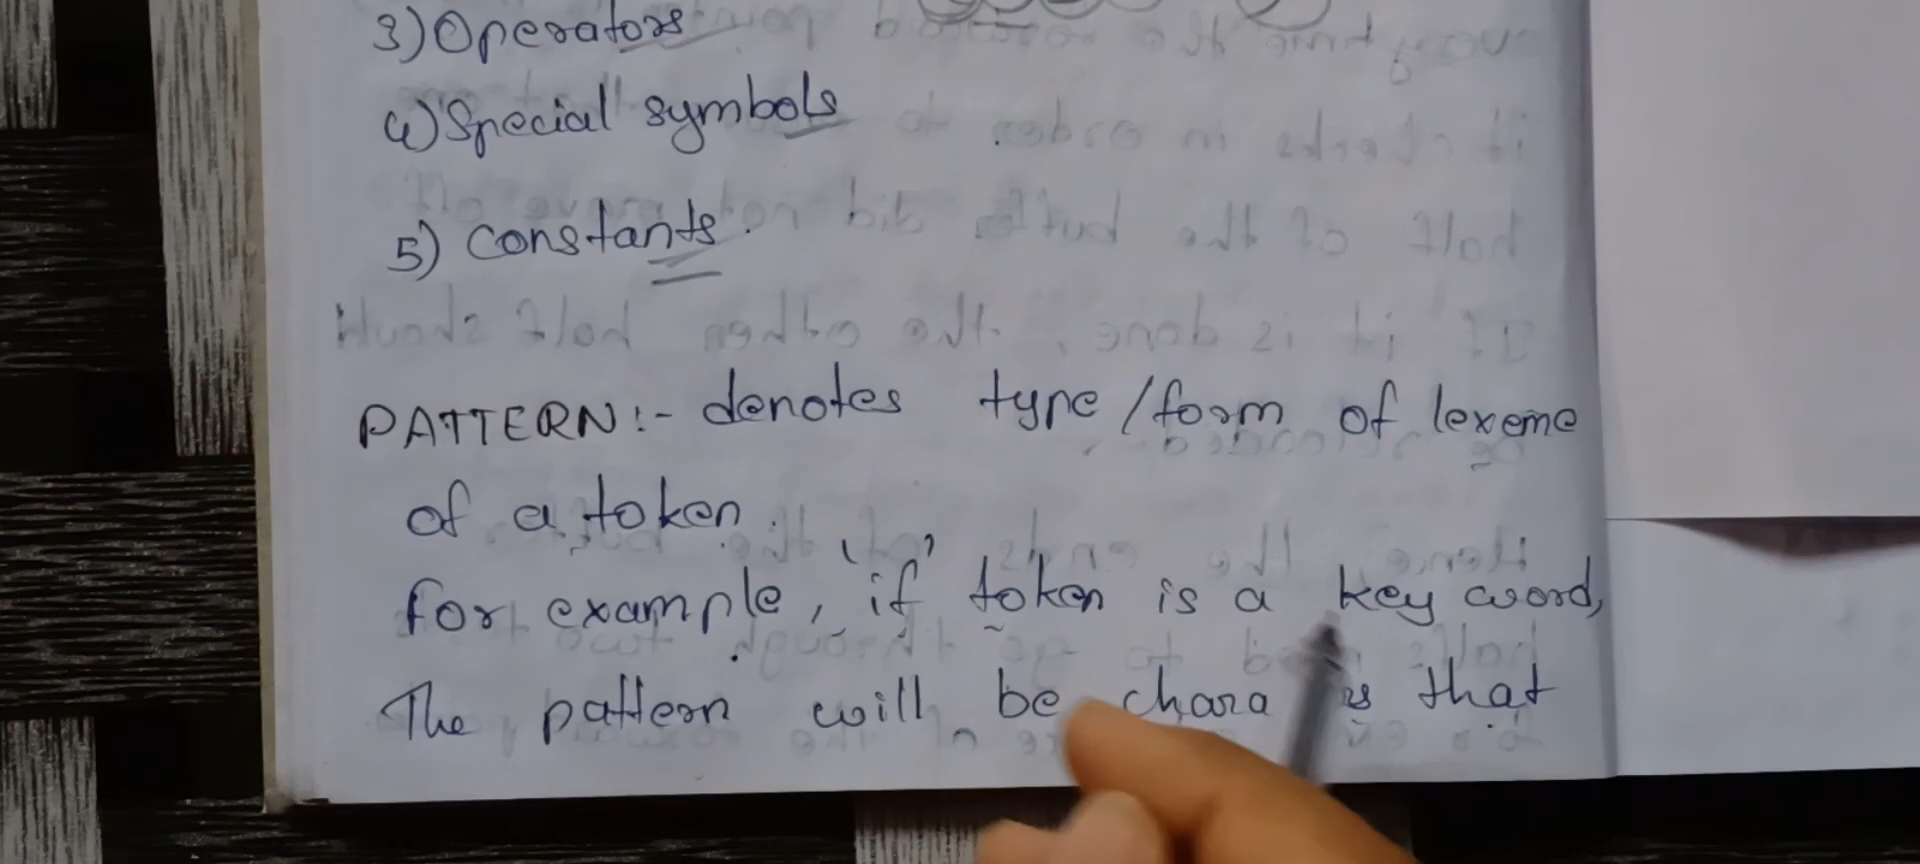 3) Operators
4) Special symbols
5) Constants.
PATTERN:- denotes type/form of lexeme
of a token.
for example, 'if' token is a key word,
The pattern will be that